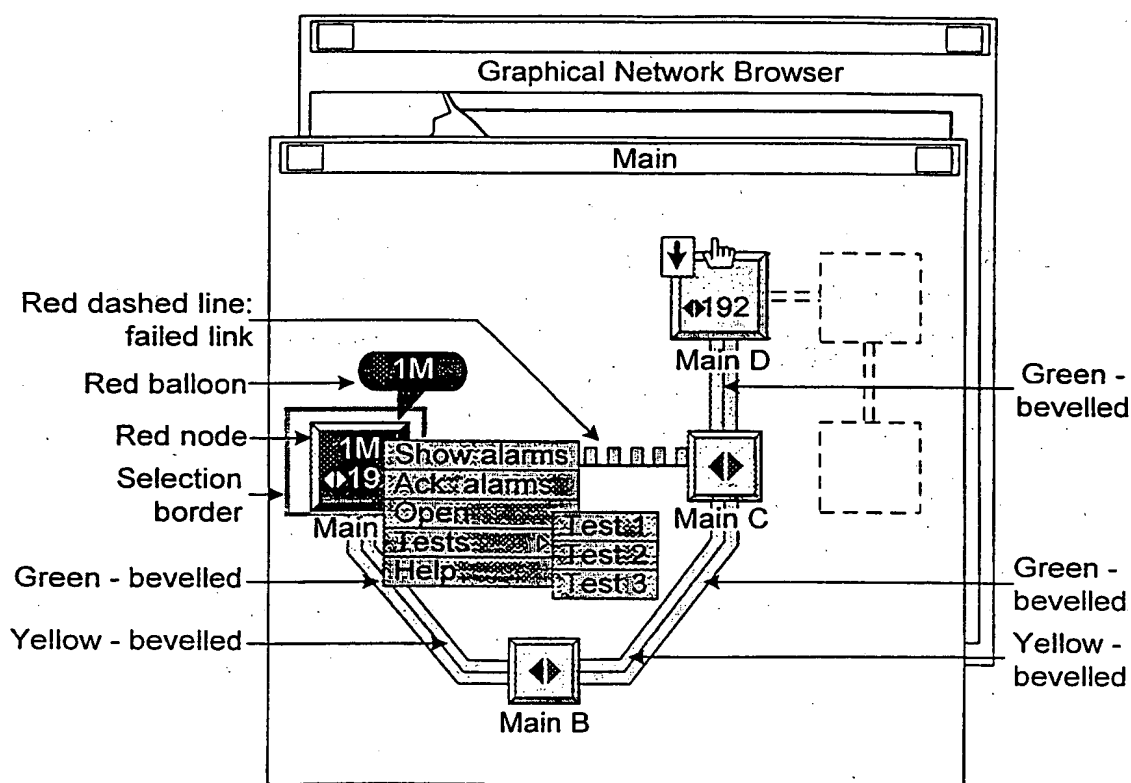 Graphical Network Browser
Main
192
Main D
Red dashed line:
failed link
Red balloon
1M
Green -
bevelled
Red node
1M
19
Selection
border
Main
Show alarms
Ack. alarms
Open
Tests
Help
Test 1
Test 2
Test 3
Main C
Green - bevelled
Green -
bevelled
Yellow - bevelled
Yellow -
bevelled
Main B